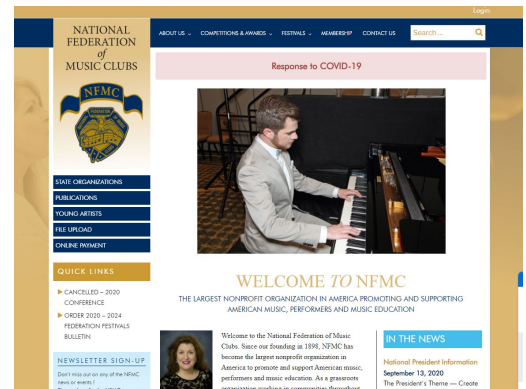 Login
NATIONAL
FEDERATION
of
MUSIC CLUBS
ABOUT US
COMPETITIONS & AWARDS
FESTIVALS
MEMBERSHIP
CONTACT US
Search...
Response to COVID-19
NFMC
STATE ORGANIZATIONS
PUBLICATIONS
YOUNG ARTISTS
FILE UPLOAD
ONLINE PAYMENT
QUICK LINKS
CANCELLED – 2020
CONFERENCE
ORDER 2020 – 2024
FEDERATION FESTIVALS
BULLETIN
NEWSLETTER SIGN-UP
Don't miss out on any of the NFMC
news or events !
WELCOME TO NFMC
THE LARGEST NONPROFIT ORGANIZATION IN AMERICA PROMOTING AND SUPPORTING
AMERICAN MUSIC, PERFORMERS AND MUSIC EDUCATION
Welcome to the National Federation of Music
Clubs. Since our founding in 1898, NFMC has
become the largest nonprofit organization in
America to promote and support American music,
performers and music education. As a grassroots
organization working in communities throughout
IN THE NEWS
National President Information
September 13, 2020
The President's Theme — Create